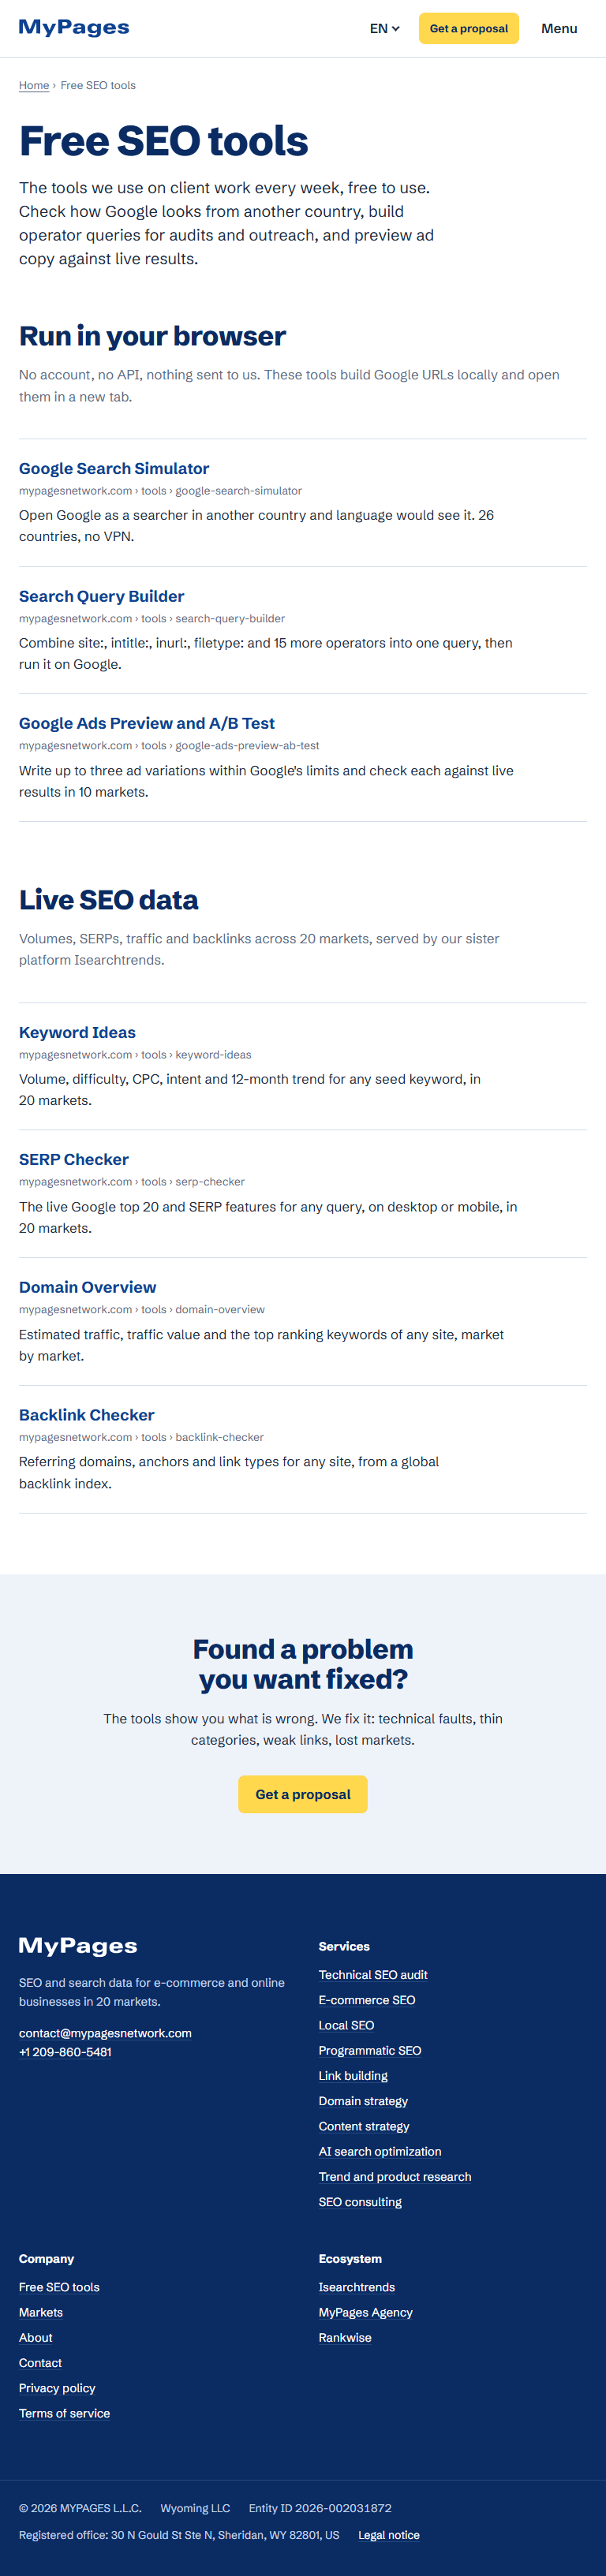 MyPages
EN
Get a proposal
Menu
Home › Free SEO tools
Free SEO tools
The tools we use on client work every week, free to use.
Check how Google looks from another country, build
operator queries for audits and outreach, and preview ad
copy against live results.
Run in your browser
No account, no API, nothing sent to us. These tools build Google URLs locally and open
them in a new tab.
Google Search Simulator
mypagesnetwork.com › tools › google-search-simulator
Open Google as a searcher in another country and language would see it. 26
countries, no VPN.
Search Query Builder
mypagesnetwork.com › tools › search-query-builder
Combine site:, intitle:, inurl:, filetype: and 15 more operators into one query, then
run it on Google.
Google Ads Preview and A/B Test
mypagesnetwork.com › tools › google-ads-preview-ab-test
Write up to three ad variations within Google's limits and check each against live
results in 10 markets.
Live SEO data
Volumes, SERPs, traffic and backlinks across 20 markets, served by our sister
platform Isearchtrends.
Keyword Ideas
mypagesnetwork.com › tools › keyword-ideas
Volume, difficulty, CPC, intent and 12-month trend for any seed keyword, in
20 markets.
SERP Checker
mypagesnetwork.com › tools › serp-checker
The live Google top 20 and SERP features for any query, on desktop or mobile, in
20 markets.
Domain Overview
mypagesnetwork.com › tools › domain-overview
Estimated traffic, traffic value and the top ranking keywords of any site, market
by market.
Backlink Checker
mypagesnetwork.com › tools › backlink-checker
Referring domains, anchors and link types for any site, from a global
backlink index.
Found a problem
you want fixed?
The tools show you what is wrong. We fix it: technical faults, thin
categories, weak links, lost markets.
Get a proposal
MyPages
SEO and search data for e-commerce and online
businesses in 20 markets.
contact@mypagesnetwork.com
+1 209-860-5481
Services
Technical SEO audit
E-commerce SEO
Local SEO
Programmatic SEO
Link building
Domain strategy
Content strategy
AI search optimization
Trend and product research
SEO consulting
Company
Free SEO tools
Markets
About
Contact
Privacy policy
Terms of service
Ecosystem
Isearchtrends
MyPages Agency
Rankwise
© 2026 MYPAGES L.L.C. Wyoming LLC Entity ID 2026-002031872
Registered office: 30 N Gould St Ste N, Sheridan, WY 82801, US Legal notice